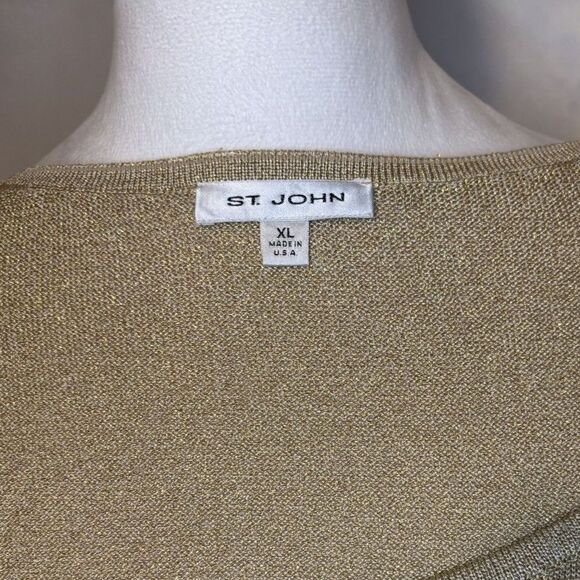 ST. JOHN
XL
MADE IN
U.S.A.